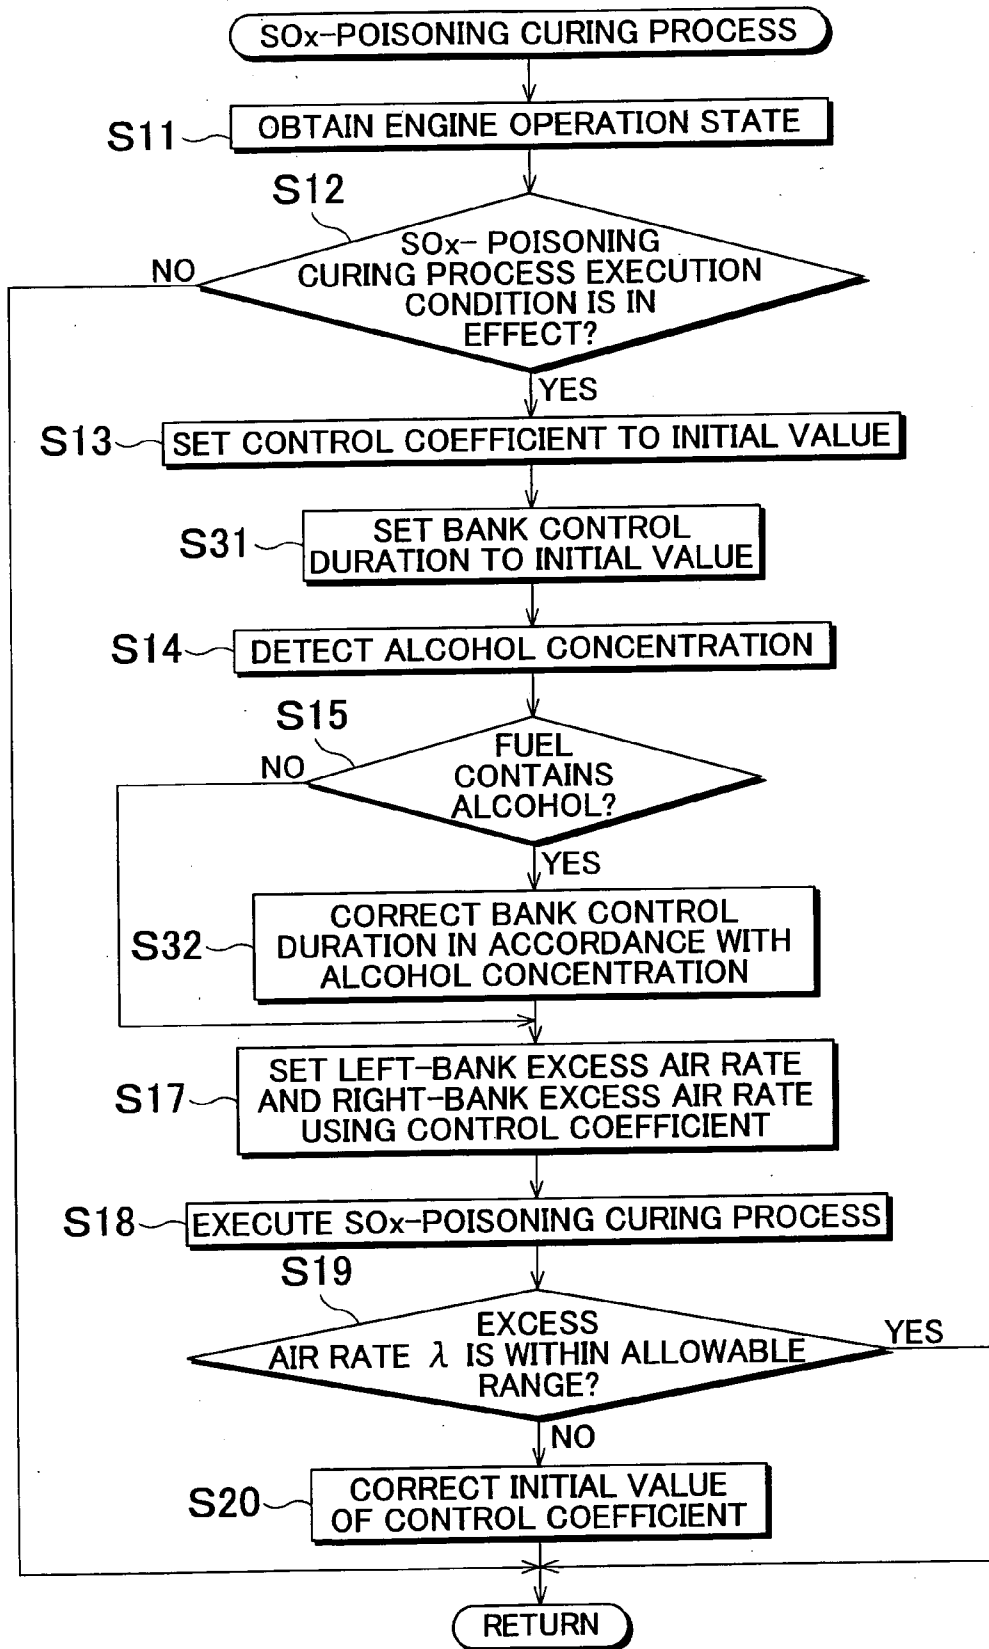 SOx-POISONING CURING PROCESS
S11
OBTAIN ENGINE OPERATION STATE
S12
SOx- POISONING
CURING PROCESS EXECUTION
CONDITION IS IN
EFFECT?
NO
YES
S13
SET CONTROL COEFFICIENT TO INITIAL VALUE
S31
SET BANK CONTROL
DURATION TO INITIAL VALUE
S14
DETECT ALCOHOL CONCENTRATION
S15
FUEL
CONTAINS
ALCOHOL?
NO
YES
S32
CORRECT BANK CONTROL
DURATION IN ACCORDANCE WITH
ALCOHOL CONCENTRATION
S17
SET LEFT-BANK EXCESS AIR RATE
AND RIGHT-BANK EXCESS AIR RATE
USING CONTROL COEFFICIENT
S18
EXECUTE SOx-POISONING CURING PROCESS
S19
EXCESS
AIR RATE λ IS WITHIN ALLOWABLE
RANGE?
YES
NO
S20
CORRECT INITIAL VALUE
OF CONTROL COEFFICIENT
RETURN